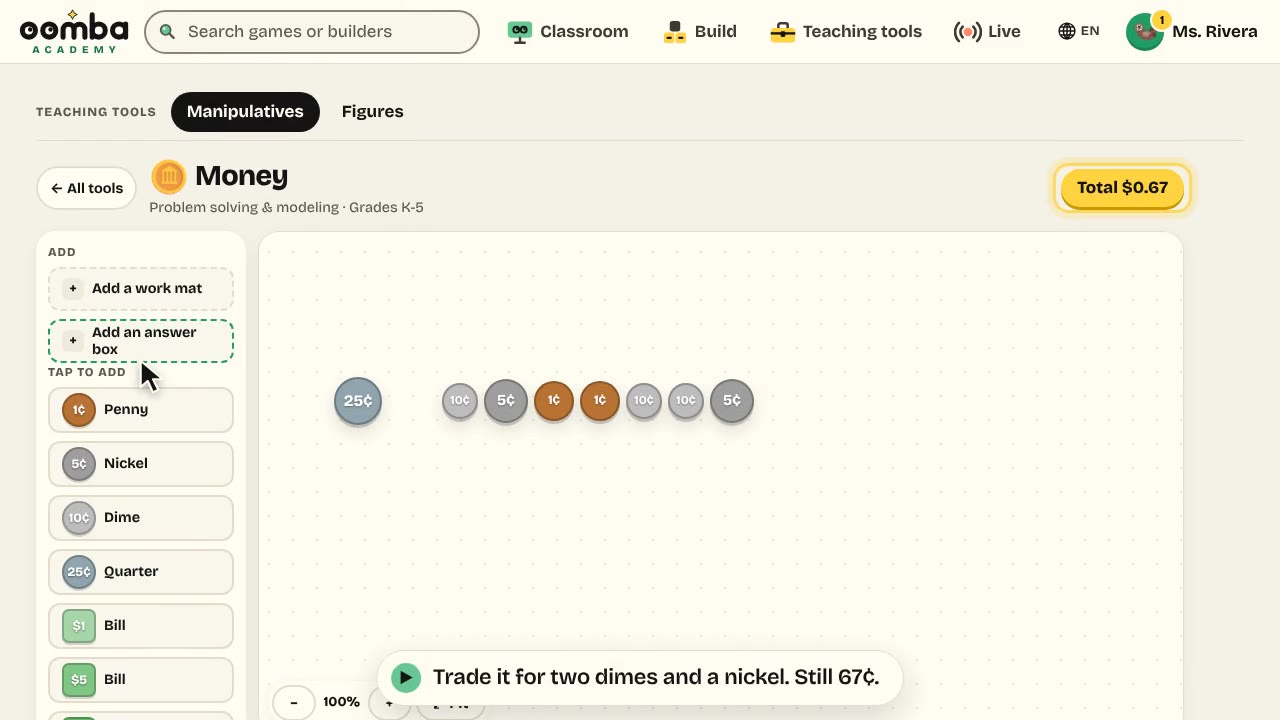 oomba
ACADEMY
Search games or builders
Classroom
Build
Teaching tools
Live
EN
1
Ms. Rivera
TEACHING TOOLS
Manipulatives
Figures
← All tools
Money
Problem solving & modeling · Grades K-5
Total $0.67
ADD
+ Add a work mat
+ Add an answer
box
TAP TO ADD
1¢ Penny
5¢ Nickel
10¢ Dime
25¢ Quarter
$1 Bill
$5 Bill
25¢ 10¢ 5¢ 1¢ 1¢ 10¢ 10¢ 5¢
Trade it for two dimes and a nickel. Still 67¢.
− 100% +